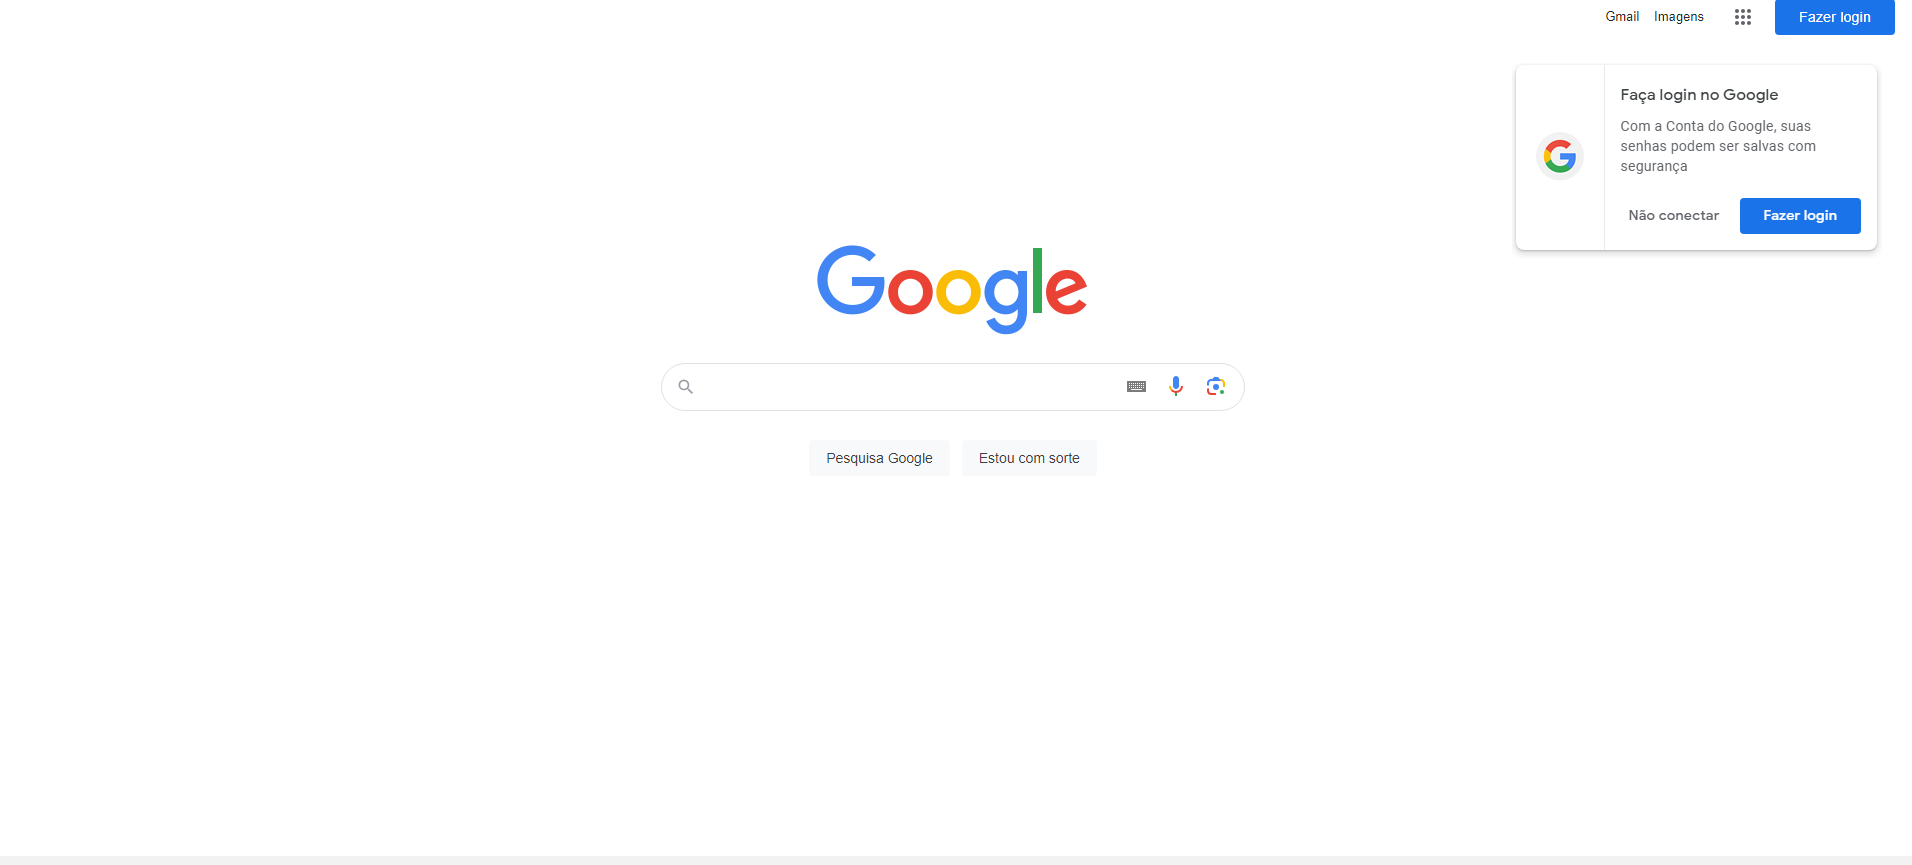 Gmail Imagens Fazer login
Faça login no Google
Com a Conta do Google, suas
senhas podem ser salvas com
segurança
Não conectar Fazer login
Google
Pesquisa Google Estou com sorte